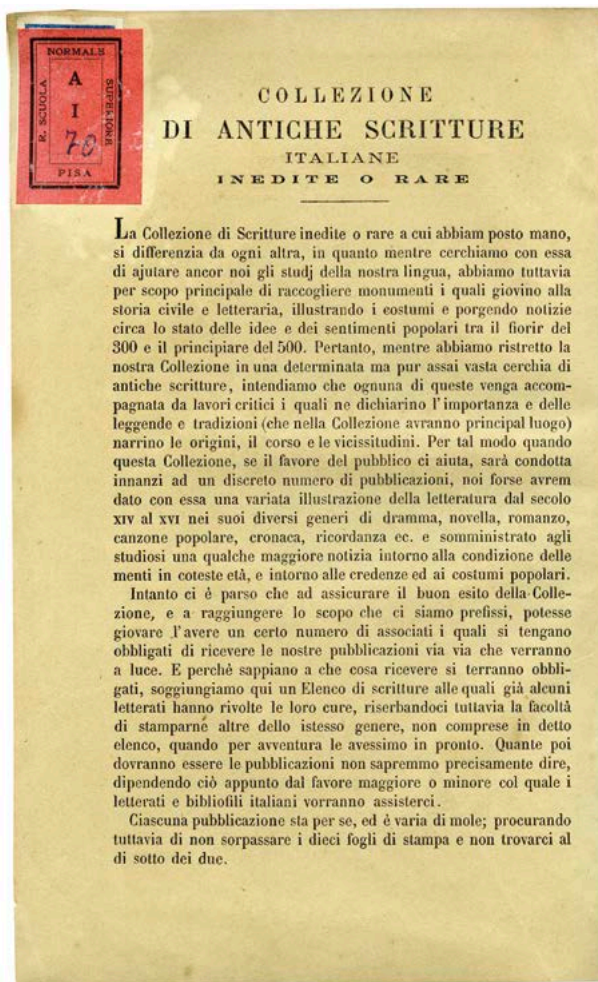 NORMALE
R. SCUOLA
SUPERIORE
A
I
70
PISA
COLLEZIONE
DI ANTICHE SCRITTURE
ITALIANE
INEDITE O RARE
La Collezione di Scritture inedite o rare a cui abbiam posto mano,
si differenzia da ogni altra, in quanto mentre cerchiamo con essa
di ajutare ancor noi gli studj della nostra lingua, abbiamo tuttavia
per scopo principale di raccogliere monumenti i quali giovino alla
storia civile e letteraria, illustrando i costumi e porgendo notizie
circa lo stato delle idee e dei sentimenti popolari tra il fiorir del
300 e il principiare del 500. Pertanto, mentre abbiamo ristretto la
nostra Collezione in una determinata ma pur assai vasta cerchia di
antiche scritture, intendiamo che ognuna di queste venga accom-
pagnata da lavori critici i quali ne dichiarino l'importanza e delle
leggende e tradizioni (che nella Collezione avranno principal luogo)
narrino le origini, il corso e le vicissitudini. Per tal modo quando
questa Collezione, se il favore del pubblico ci aiuta, sarà condotta
innanzi ad un discreto numero di pubblicazioni, noi forse avrem
dato con essa una variata illustrazione della letteratura dal secolo
XIV al XVI nei suoi diversi generi di dramma, novella, romanzo,
canzone popolare, cronaca, ricordanza ec. e somministrato agli
studiosi una qualche maggiore notizia intorno alla condizione delle
menti in coteste età, e intorno alle credenze ed ai costumi popolari.
Intanto ci è parso che ad assicurare il buon esito della Colle-
zione, e a raggiungere lo scopo che ci siamo prefissi, potesse
giovare l'avere un certo numero di associati i quali si tengano
obbligati di ricevere le nostre pubblicazioni via via che verranno
a luce. E perché sappiano a che cosa ricevere si terranno obbli-
gati, soggiungiamo qui un Elenco di scritture alle quali già alcuni
letterati hanno rivolte le loro cure, riserbandoci tuttavia la facoltà
di stamparne altre dello istesso genere, non comprese in detto
elenco, quando per avventura le avessimo in pronto. Quante poi
dovranno essere le pubblicazioni non sapremmo precisamente dire,
dipendendo ciò appunto dal favore maggiore o minore col quale i
letterati e bibliofili italiani vorranno assisterci.
Ciascuna pubblicazione sta per se, ed é varia di mole; procurando
tuttavia di non sorpassare i dieci fogli di stampa e non trovarci al
di sotto dei due.